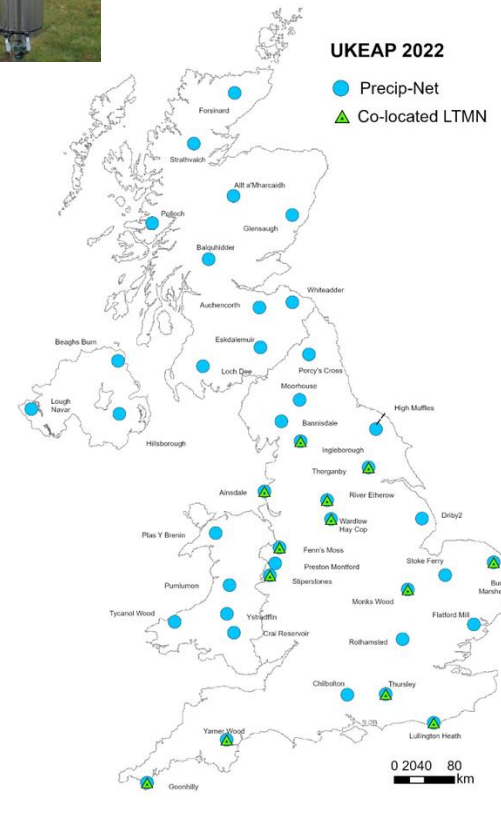 UKEAP 2022
Precip-Net
Co-located LTMN
Forsinard
Strathvaich
Allt a'Mharcaidh
Polloch
Glensaugh
Balquhidder
Whiteadder
Auchencorth
Eskdalemuir
Beaghs Burn
Loch Dee
Percy's Cross
Moorhouse
Lough
Navar
High Muffles
Bannisdale
Hillsborough
Ingleborough
Thorganby
Ainsdale
River Etherow
Wardlow
Hay Cop
Driby2
Plas Y Brenin
Fenn's Moss
Stoke Ferry
Preston Montford
Stiperstones
Pumlumon
Monks Wood
Tycanol Wood
Ystradffin
Flatford Mill
Crai Reservoir
Rothamsted
Chilbolton
Thursley
Yarner Wood
Lullington Heath
0 2040 80
km
Goonhilly